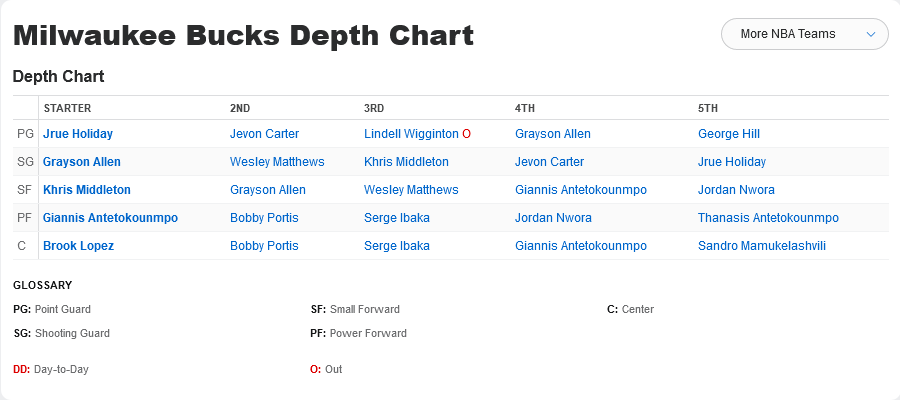 Milwaukee Bucks Depth Chart
More NBA Teams
Depth Chart
STARTER 2ND 3RD 4TH 5TH
PG Jrue Holiday Jevon Carter Lindell Wigginton O Grayson Allen George Hill
SG Grayson Allen Wesley Matthews Khris Middleton Jevon Carter Jrue Holiday
SF Khris Middleton Grayson Allen Wesley Matthews Giannis Antetokounmpo Jordan Nwora
PF Giannis Antetokounmpo Bobby Portis Serge Ibaka Jordan Nwora Thanasis Antetokounmpo
C Brook Lopez Bobby Portis Serge Ibaka Giannis Antetokounmpo Sandro Mamukelashvili
GLOSSARY
PG: Point Guard SF: Small Forward C: Center
SG: Shooting Guard PF: Power Forward
DD: Day-to-Day O: Out